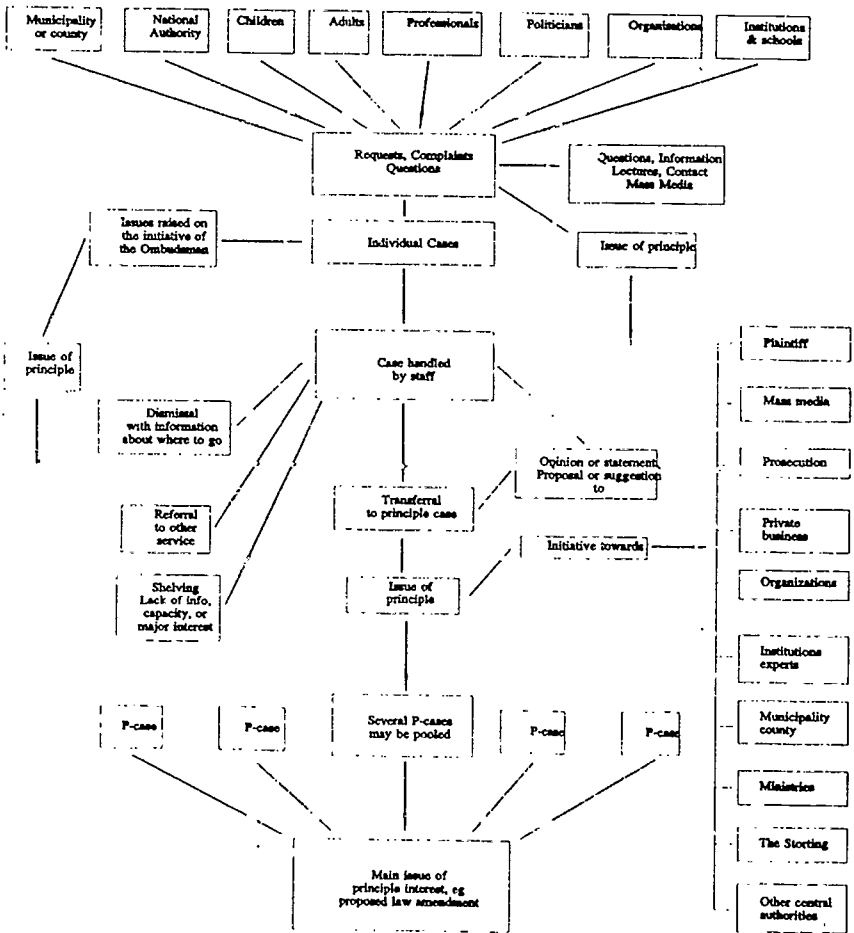 Municipality
or county
National
Authority
Children
Adults
Professionals
Politicians
Organizations
Institutions
& schools
Requests, Complaints
Questions
Questions, Information
Lectures, Contact
Mass Media
Issues raised on
the initiative of
the Ombudsman
Individual Cases
Issue of principle
Issue of
principle
Case handled
by staff
Plaintiff
Mass media
Dismissal
with information
about where to go
Opinion or statement
Proposal or suggestion
to
Prosecution
Transferral
to principle case
Referral
to other
service
Initiative towards
Private
business
Shelving
Lack of info,
capacity, or
major interest
Issue of
principle
Organizations
Institutions
experts
P-case
P-case
Several P-cases
may be pooled
P-case
P-case
Municipality
county
Ministries
The Storting
Main issue of
principle interest, eg
proposed law amendment
Other central
authorities